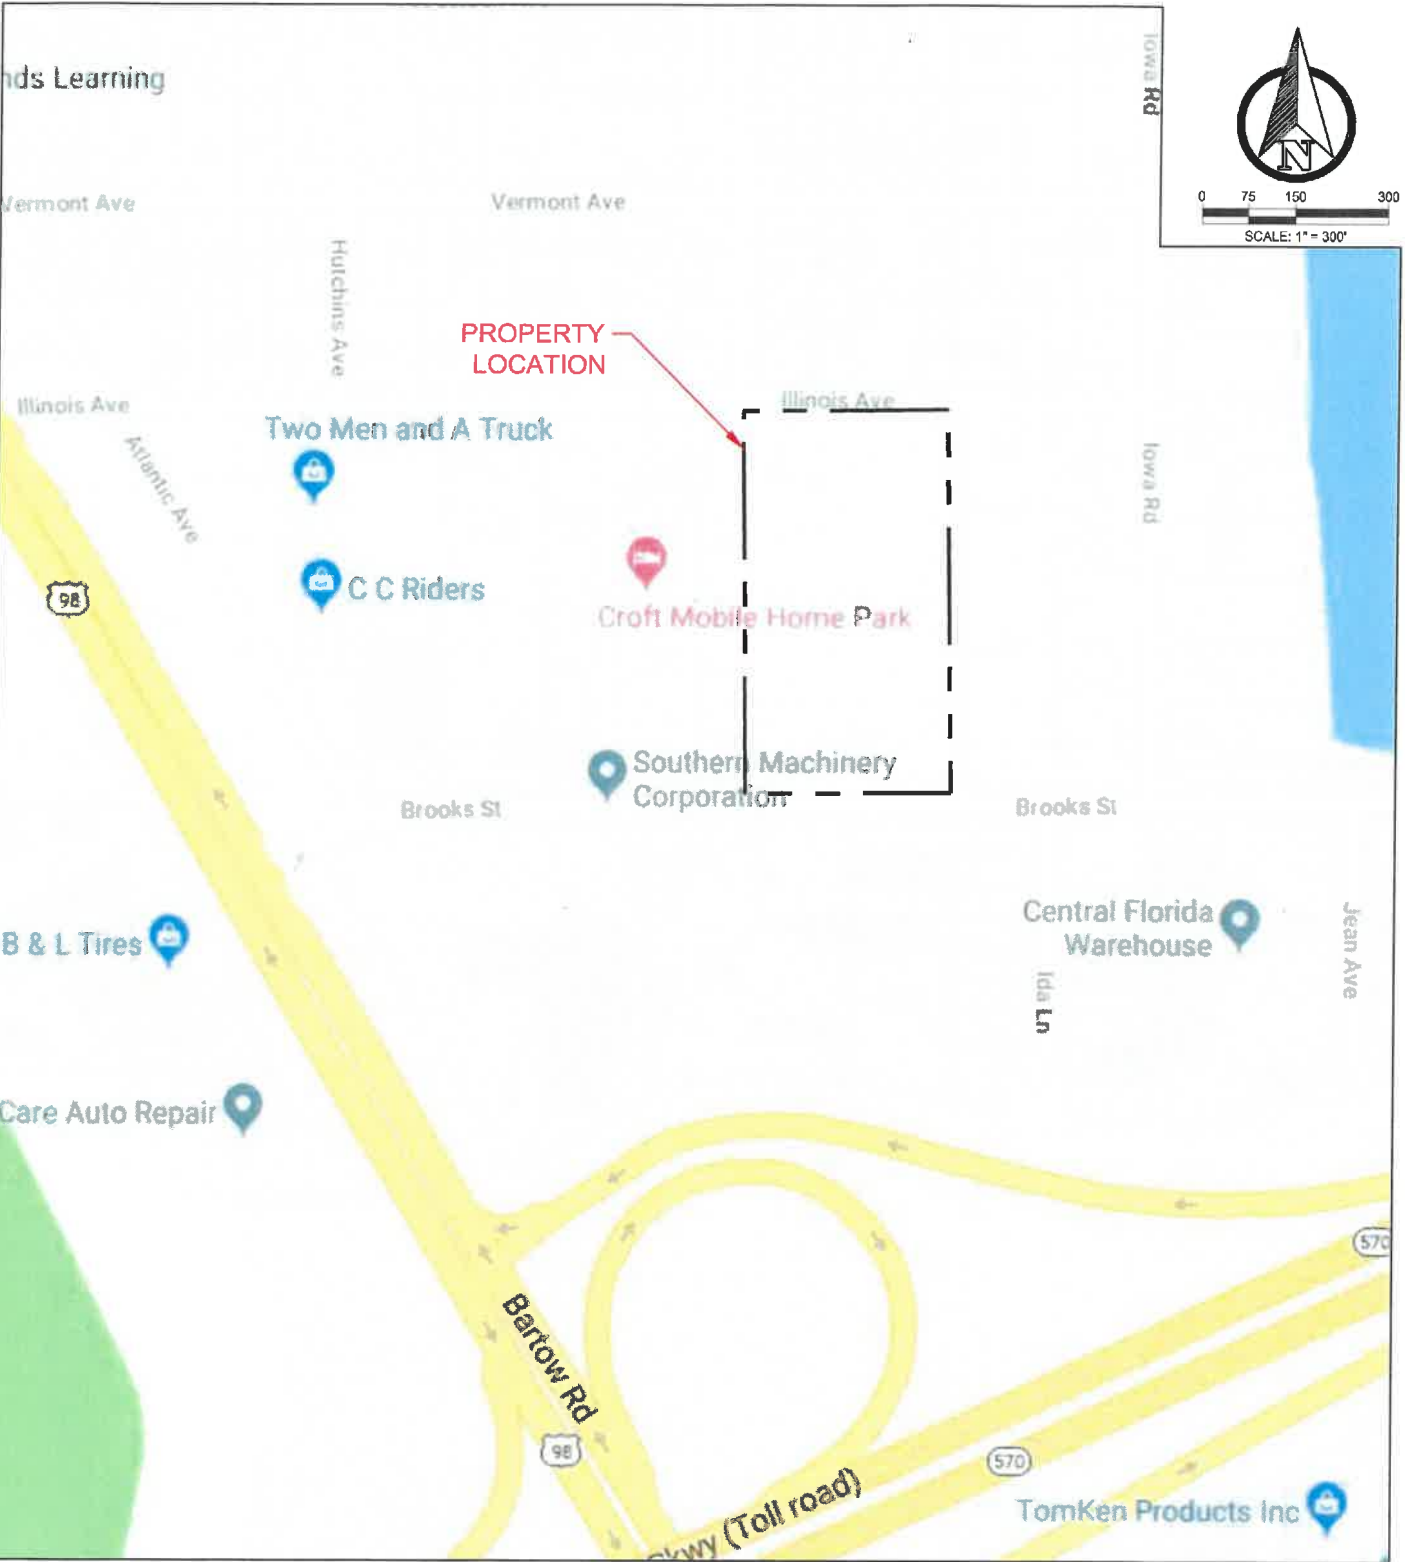 nds Learning
Iowa Rd
N
0 75 150 300
SCALE: 1" = 300'
Vermont Ave
Vermont Ave
Hutchins Ave
PROPERTY
LOCATION
Illinois Ave
Illinois Ave
Atlantic Ave
Two Men and A Truck
Iowa Rd
98
C C Riders
Croft Mobile Home Park
Southern Machinery
Corporation
Brooks St
Brooks St
B & L Tires
Central Florida
Warehouse
Jean Ave
Ida Ln
Care Auto Repair
570
Bartow Rd
98
570
Pkwy (Toll road)
TomKen Products Inc